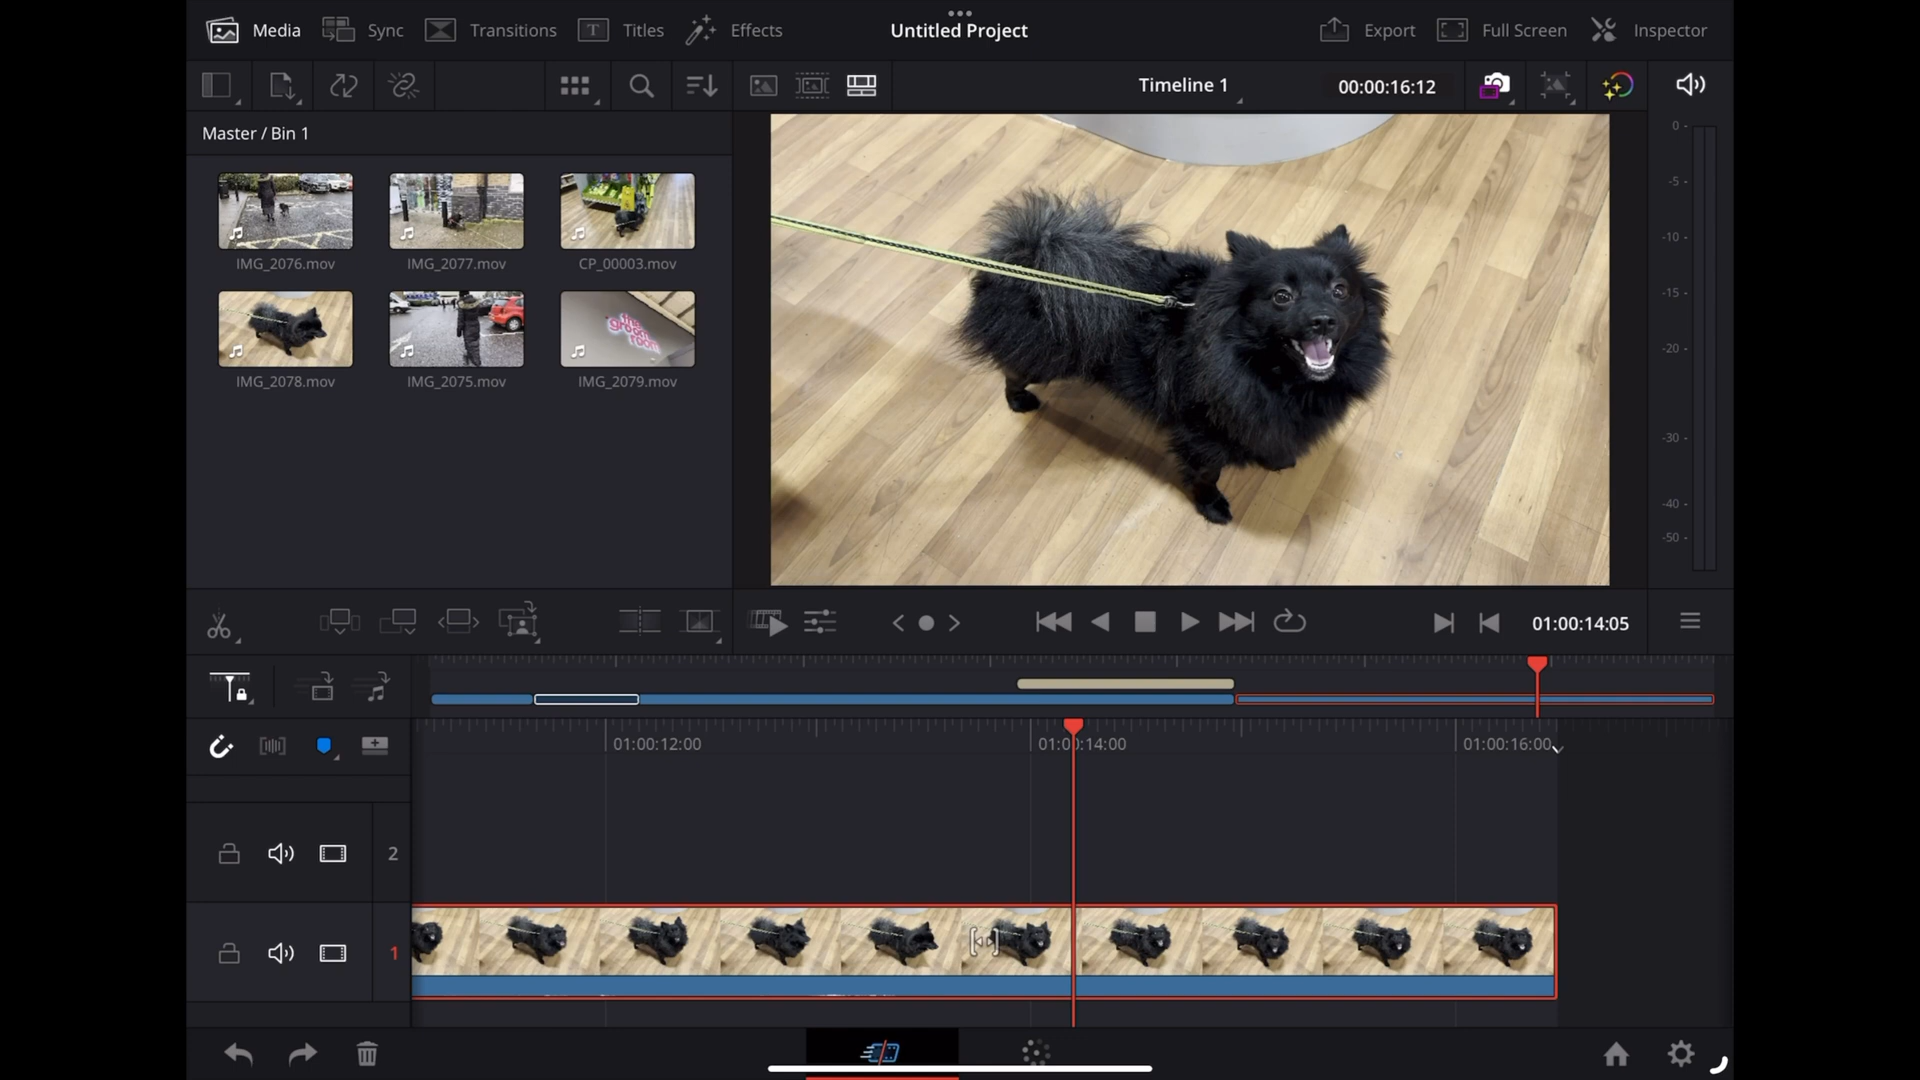 Media
Sync
Transitions
T
Titles
Effects
Untitled Project
Export
Full Screen
Inspector
Timeline 1
00:00:16:12
Master / Bin 1
IMG_2076.mov
IMG_2077.mov
CP_00003.mov
the
groom
room
IMG_2078.mov
IMG_2075.mov
IMG_2079.mov
0
-5
-10
-15
-20
-30
-40
-50
01:00:14:05
01:00:12:00
01:00:14:00
01:00:16:00
2
1